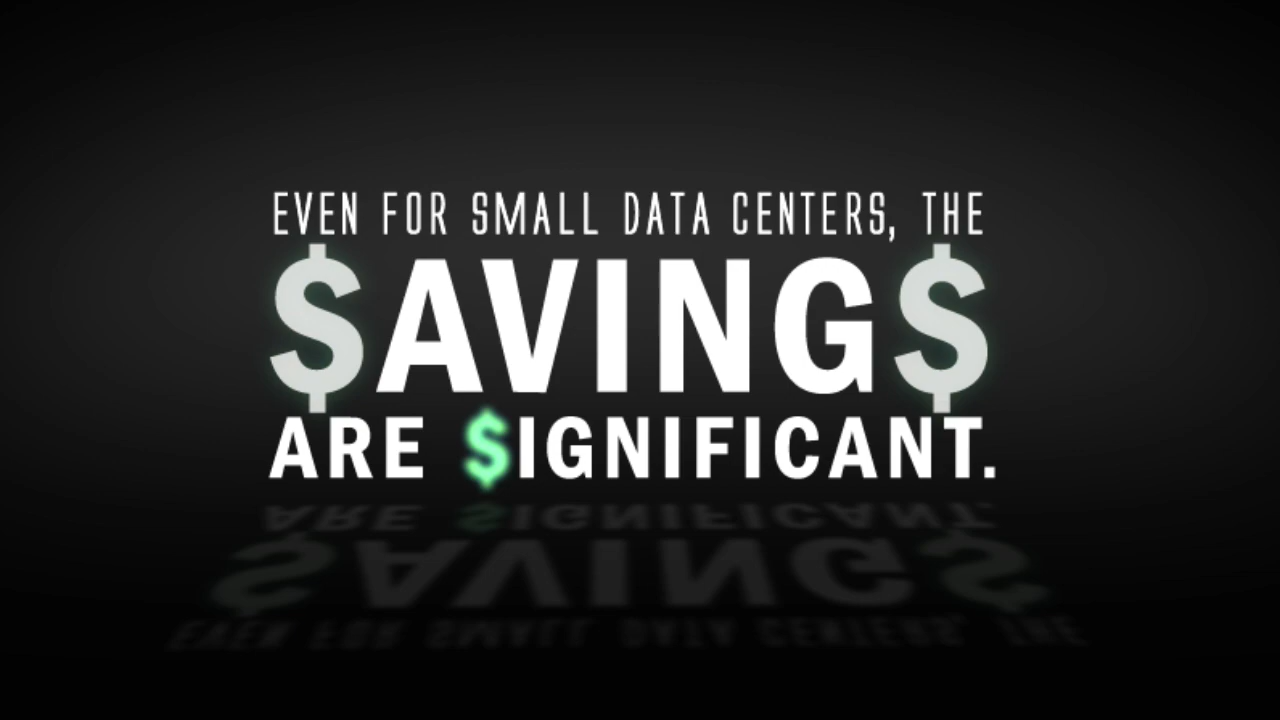 EVEN FOR SMALL DATA CENTERS, THE
$AVING$
ARE $IGNIFICANT.